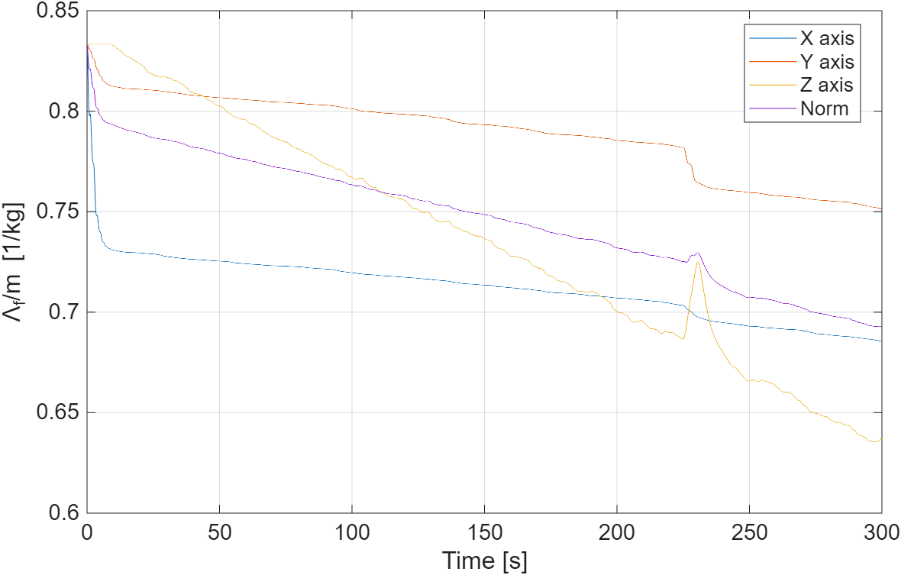 0.85
0.8
0.75
0.7
0.65
0.6
Λf/m [1/kg]
X axis
Y axis
Z axis
Norm
0 50 100 150 200 250 300
Time [s]